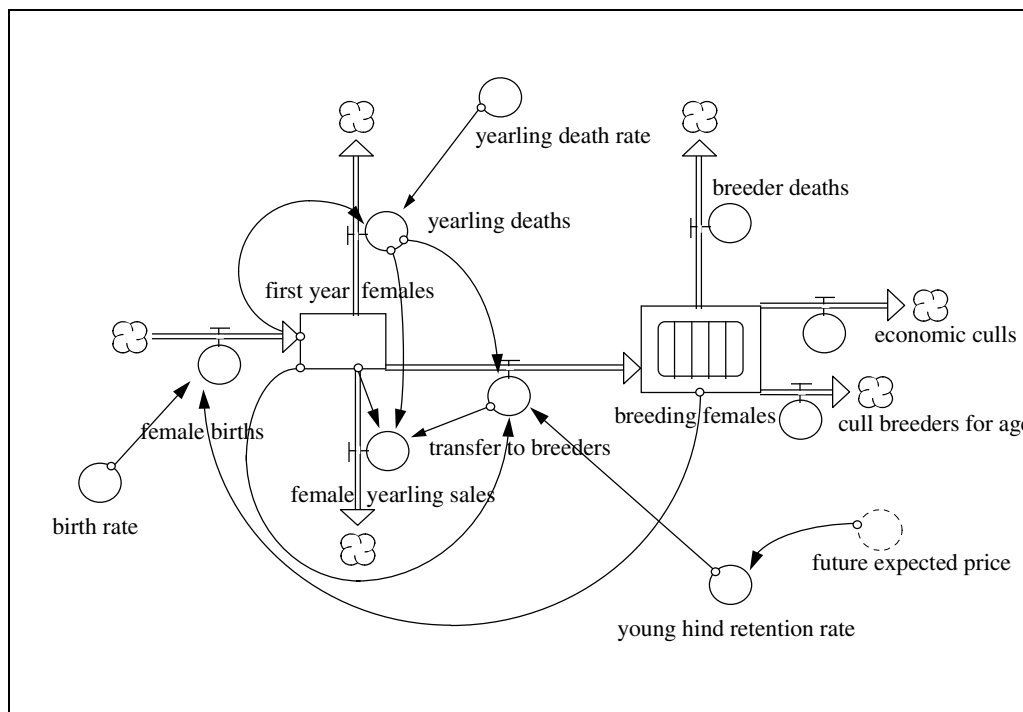 yearling death rate
breeder deaths
yearling deaths
first year females
economic culls
breeding females
cull breeders for age
female births
transfer to breeders
female yearling sales
birth rate
future expected price
young hind retention rate